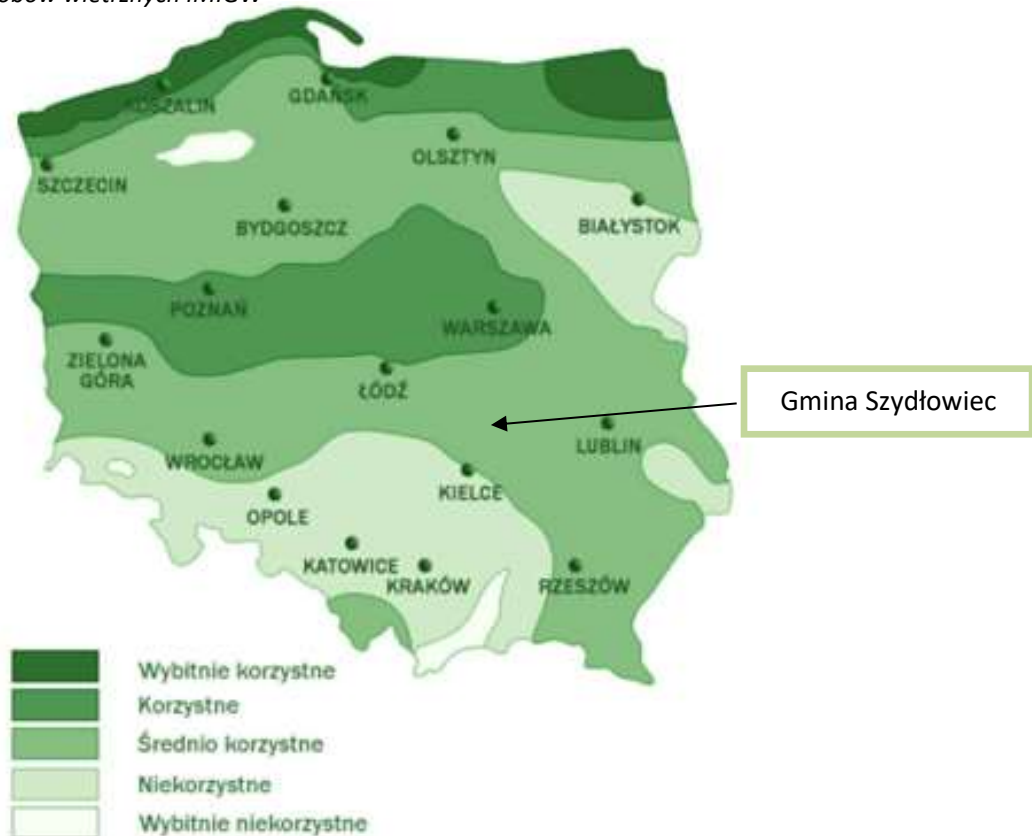 wietrznych
KOSZALIN
GDAŃSK
OLSZTYN
SZCZECIN
BYDGOSZCZ
BIAŁYSTOK
POZNAŃ
WARSZAWA
ZIELONA
GÓRA
ŁÓDŹ
Gmina Szydłowiec
LUBLIN
WROCŁAW
KIELCE
OPOLE
KATOWICE
KRAKÓW
RZESZÓW
Wybitnie korzystne
Korzystne
Średnio korzystne
Niekorzystne
Wybitnie niekorzystne